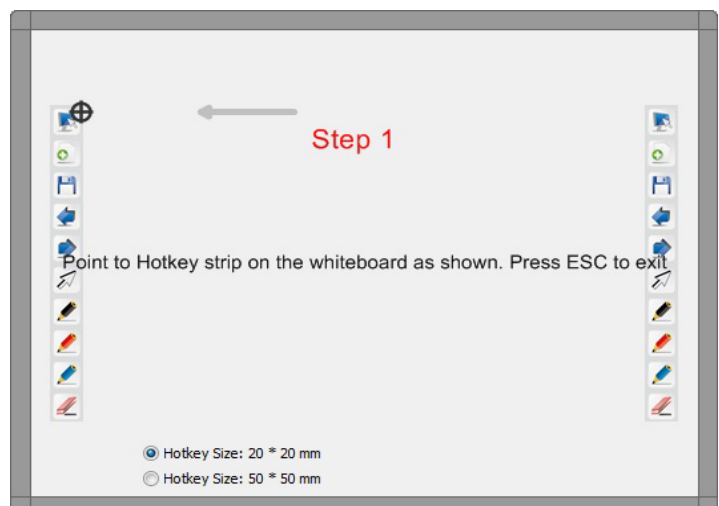 Step 1
Point to Hotkey strip on the whiteboard as shown. Press ESC to exit
Hotkey Size: 20 * 20 mm
Hotkey Size: 50 * 50 mm